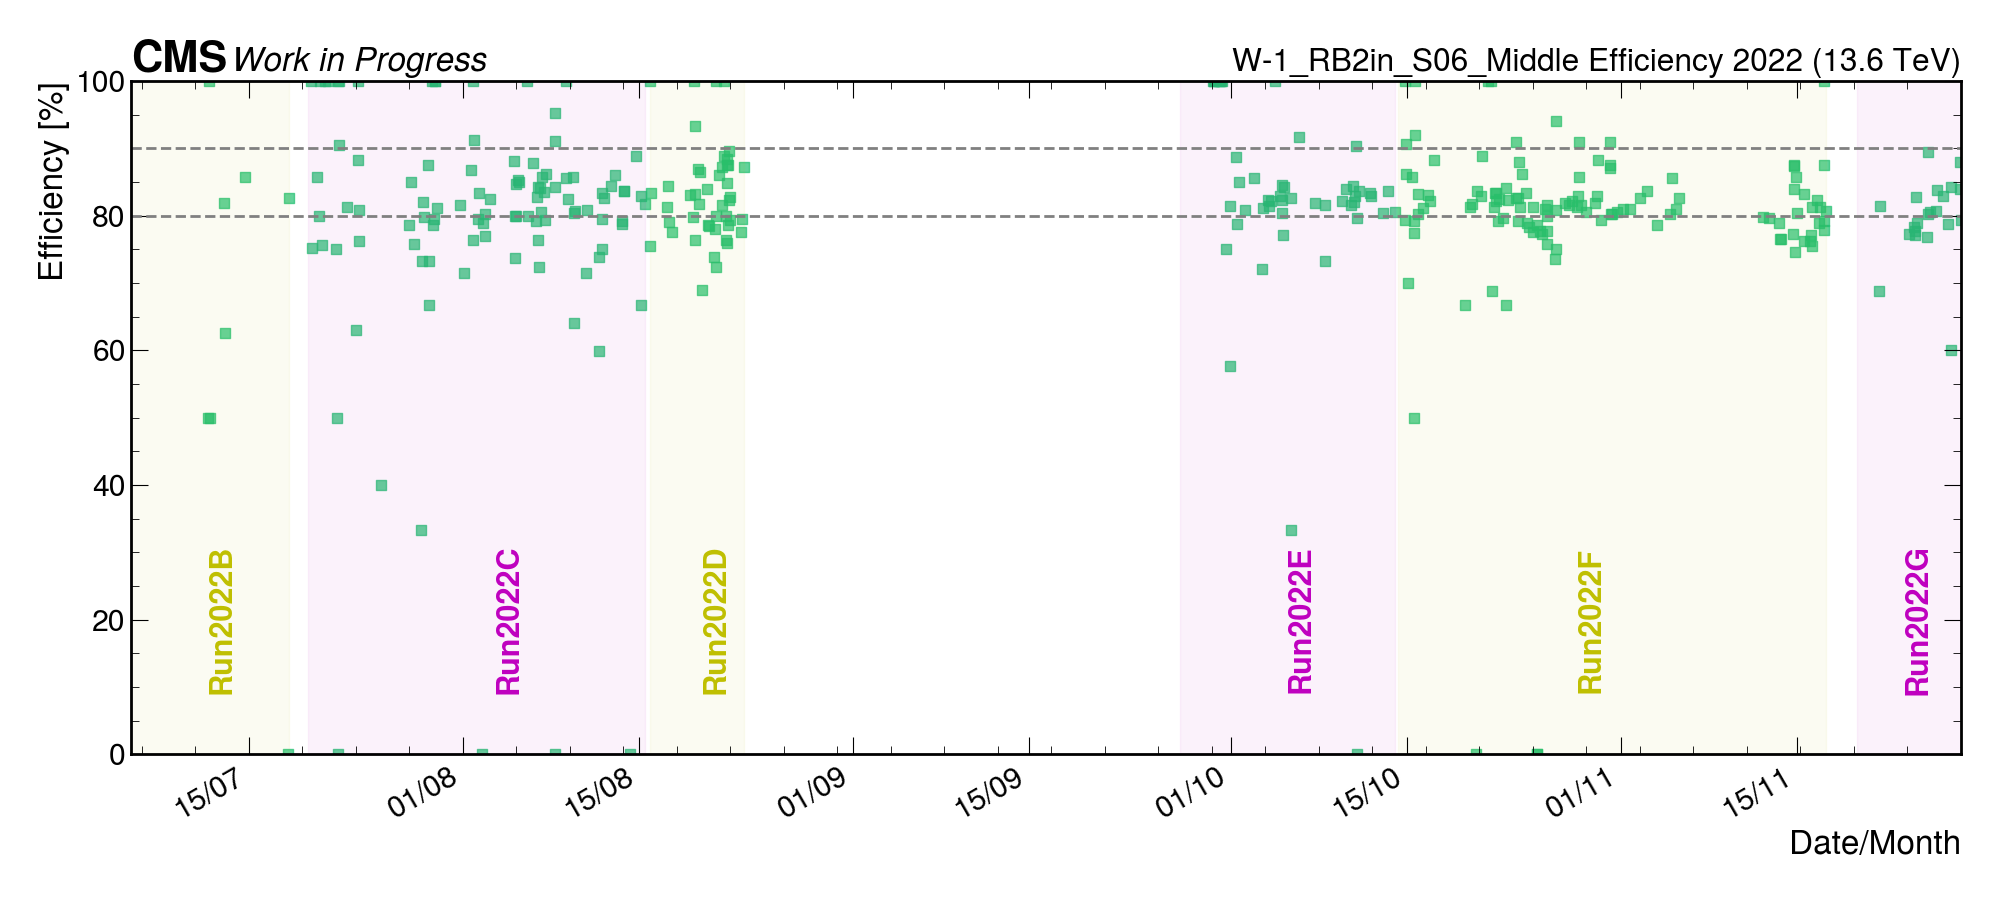 CMS Work in Progress
W-1_RB2in_S06_Middle Efficiency 2022 (13.6 TeV)
Efficiency [%]
100
80
60
40
20
0
Run2022B
Run2022C
Run2022D
Run2022E
Run2022F
Run2022G
15/07
01/08
15/08
01/09
15/09
01/10
15/10
01/11
15/11
Date/Month